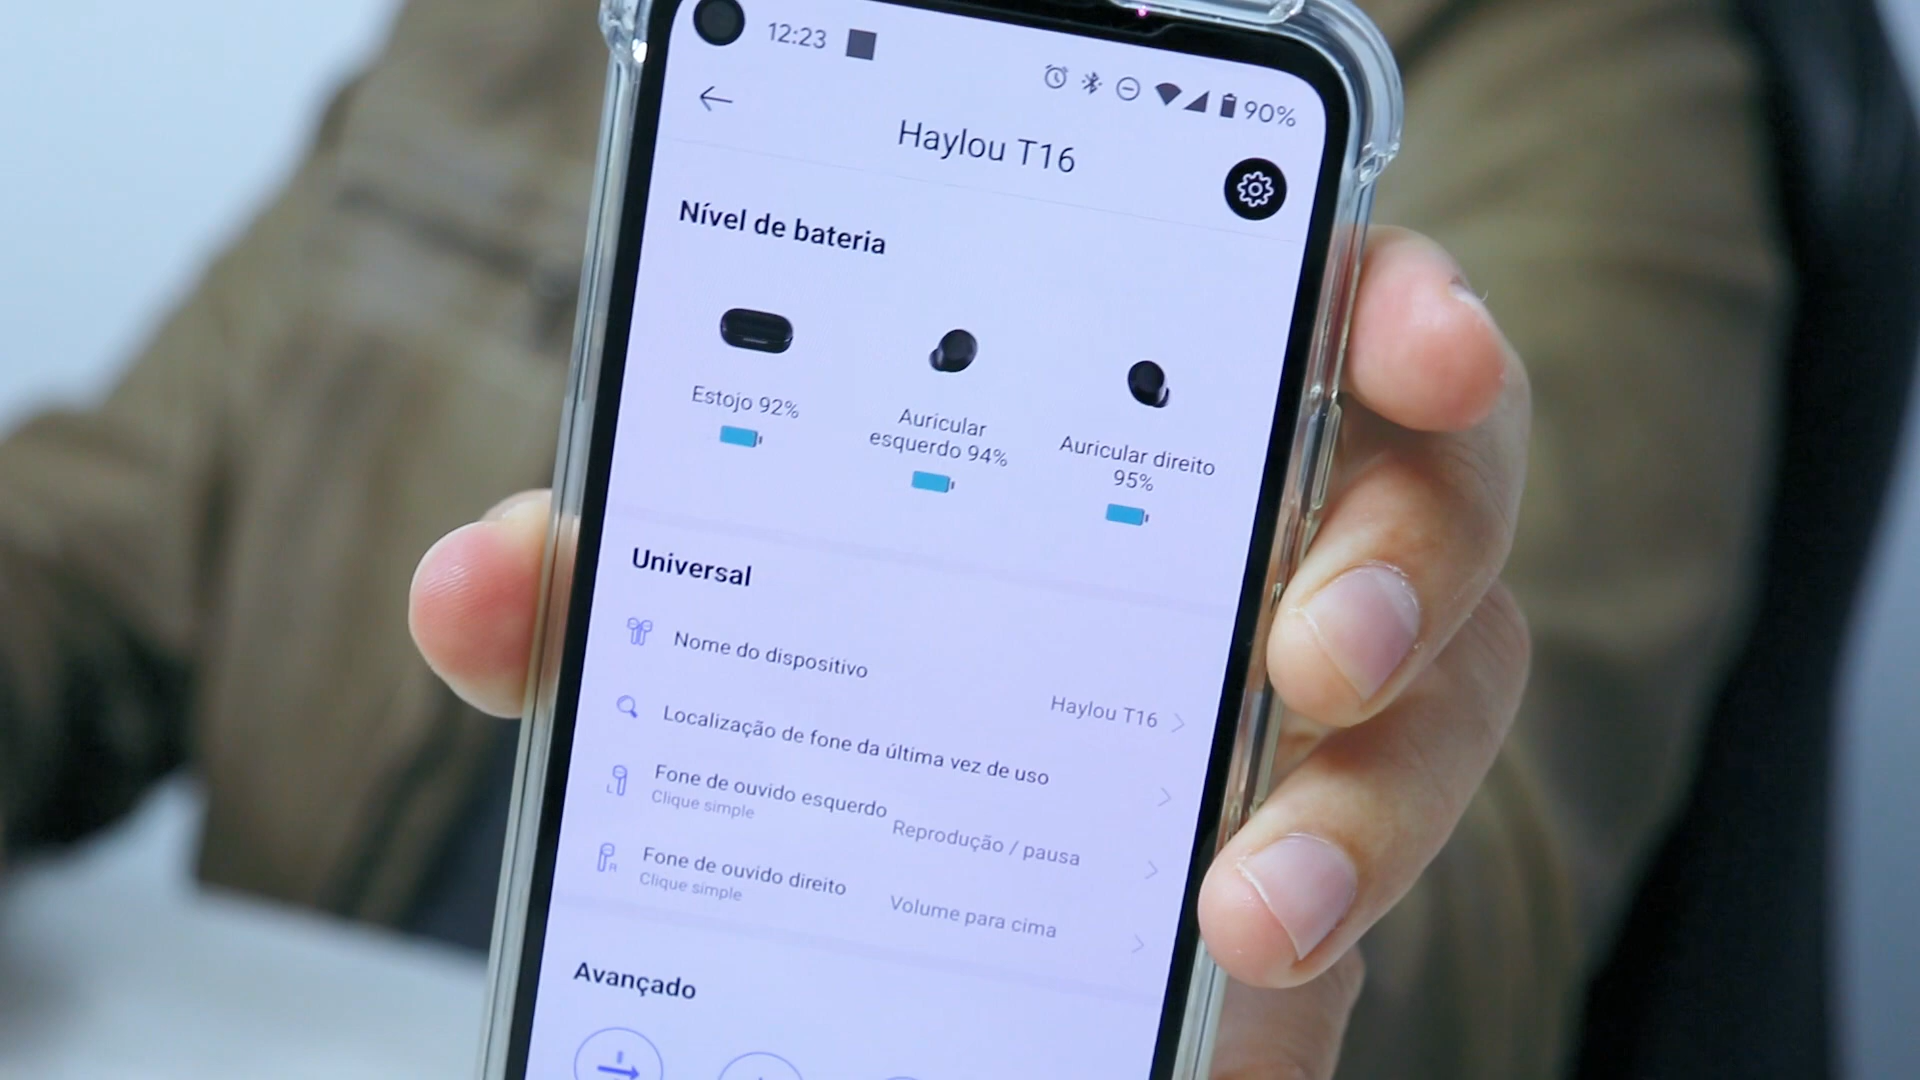 12:23
90%
Haylou T16
Nível de bateria
Estojo 92%
Auricular
esquerdo 94%
Auricular direito
95%
Universal
Nome do dispositivo
Haylou T16
Localização de fone da última vez de uso
Fone de ouvido esquerdo
Clique simple
Reprodução / pausa
L
Fone de ouvido direito
Clique simple
Volume para cima
R
Avançado